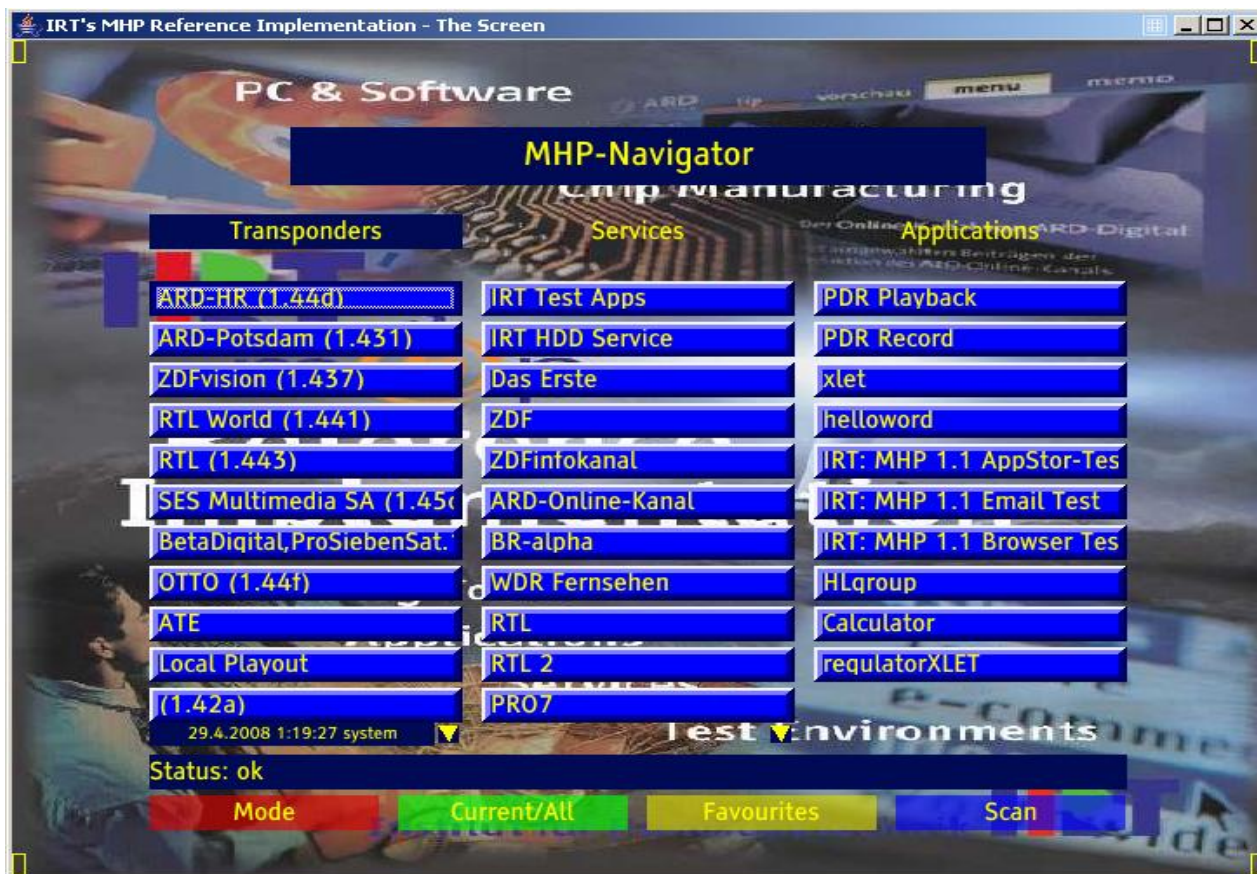 IRT's MHP Reference Implementation - The Screen
PC & Software
ARD tip vorschau menu memo
MHP-Navigator
Chip Manufacturing
Transponders
Services
Applications
ARD-Digital
ARD-HR (1.44d)
ARD-Potsdam (1.431)
ZDFvision (1.437)
RTL World (1.441)
RTL (1.443)
SES Multimedia SA (1.45
BetaDigital,ProSiebenSat.
OTTO (1.44f)
ATE
Local Playout
(1.42a)
29.4.2008 1:19:27 system
IRT Test Apps
IRT HDD Service
Das Erste
ZDF
ZDFinfokanal
ARD-Online-Kanal
BR-alpha
WDR Fernsehen
RTL
RTL 2
PRO7
PDR Playback
PDR Record
xlet
helloword
IRT: MHP 1.1 AppStor-Tes
IRT: MHP 1.1 Email Test
IRT: MHP 1.1 Browser Tes
HLgroup
Calculator
regulatorXLET
Applications
Services
e-comme
Test Environments
Status: ok
Mode
Current/All
Favourites
Scan
IRT